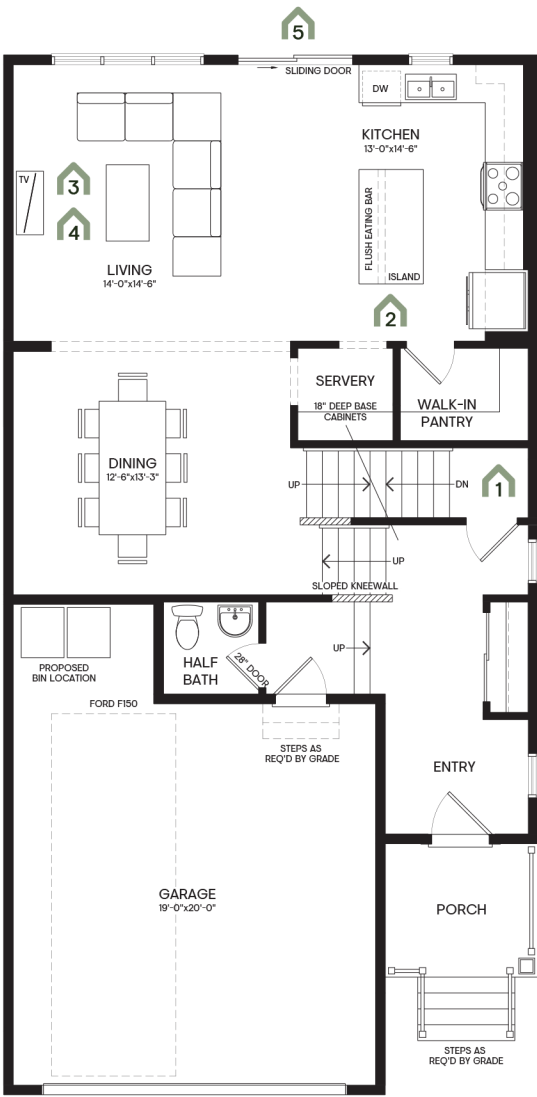 5
SLIDING DOOR
DW
KITCHEN
13'-0"x14'-6"
TV
3
4
FLUSH EATING BAR
LIVING
14'-0"x14'-6"
ISLAND
2
SERVERY
18" DEEP BASE
CABINETS
WALK-IN
PANTRY
DINING
12'-6"x13'-3"
UP
DN
1
UP
SLOPED KNEEWALL
UP
HALF
BATH
28" DOOR
PROPOSED
BIN LOCATION
FORD F150
STEPS AS
REQ'D BY GRADE
ENTRY
GARAGE
19'-0"x20'-0"
PORCH
STEPS AS
REQ'D BY GRADE